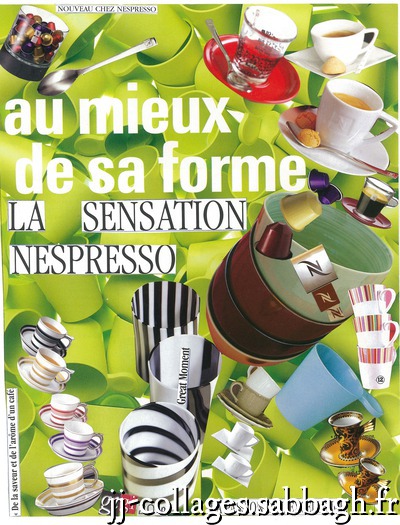 NOUVEAU CHEZ NESPRESSO
au mieux
de sa forme
LA SENSATION
NESPRESSO
N
N
Great Moment
« De la saveur et de l'arôme d'un café
jj-collages.sabbagh.fr